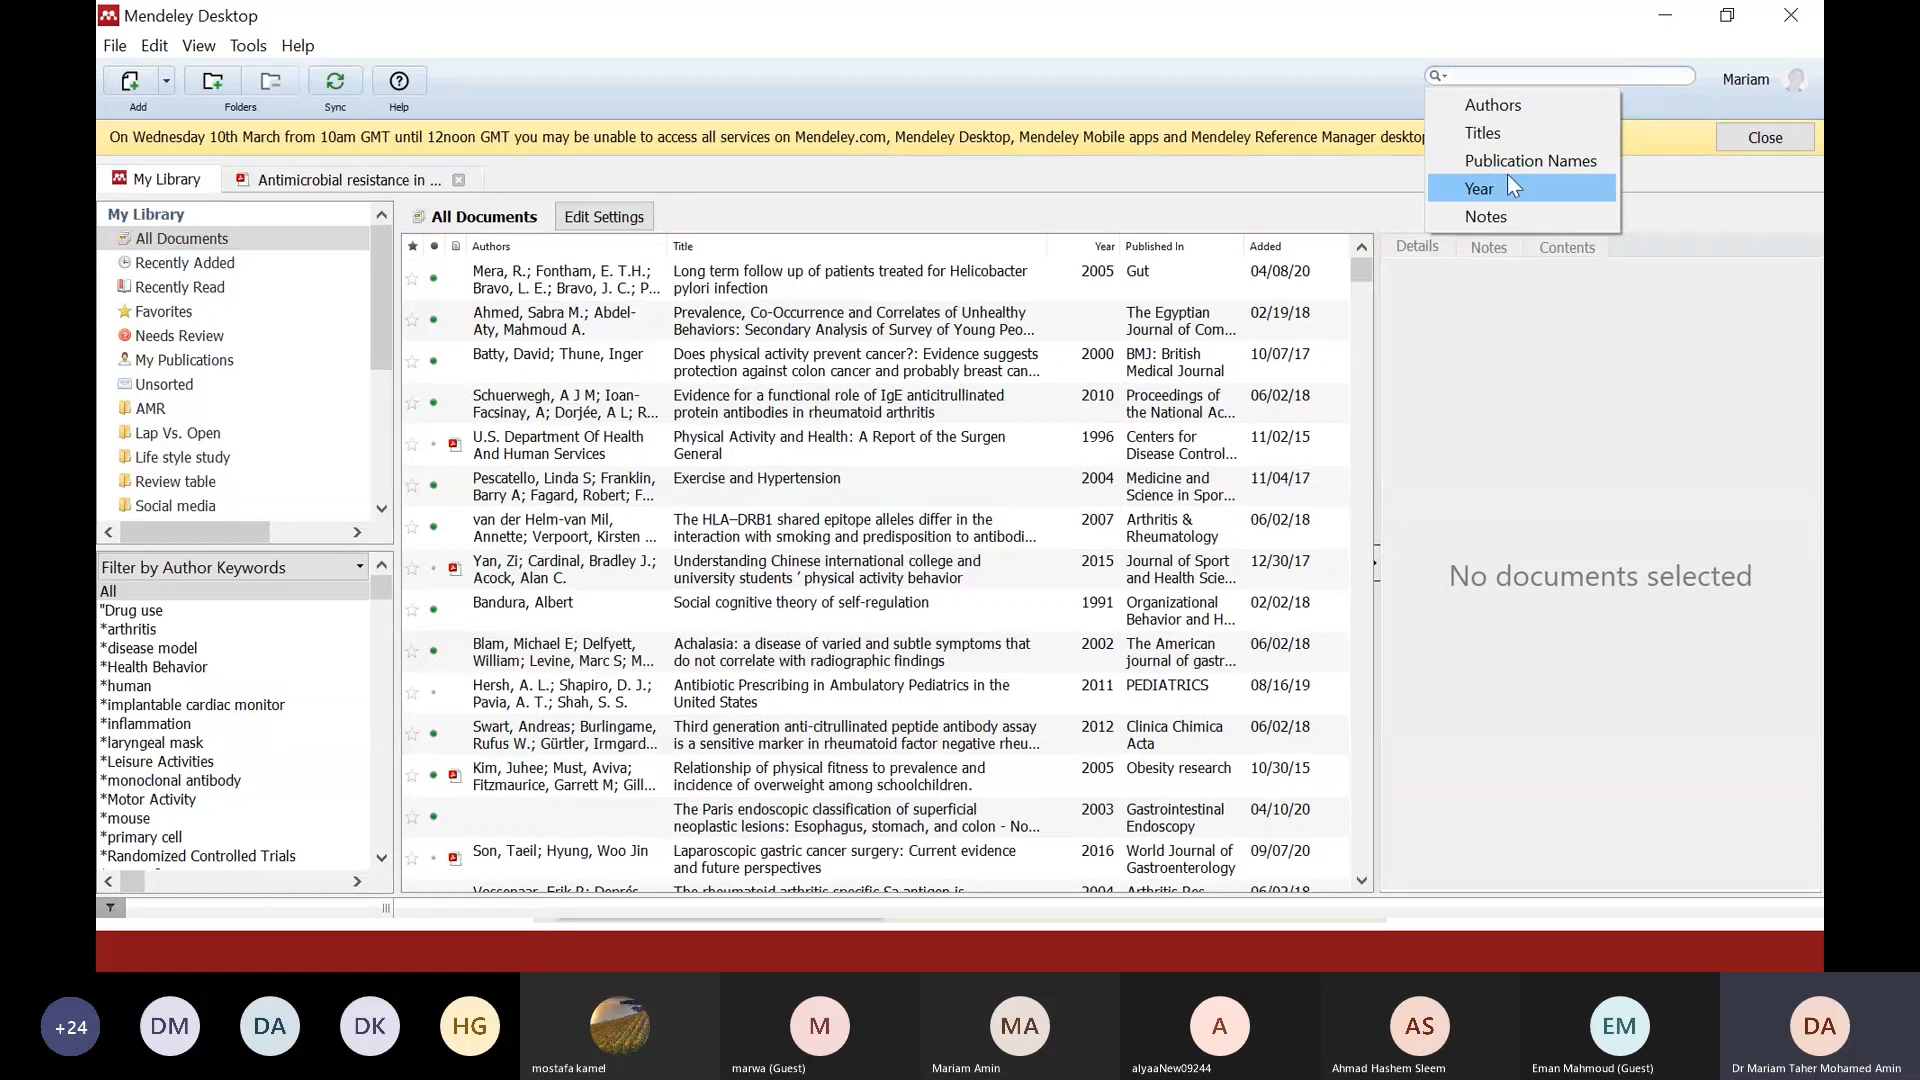 Mendeley Desktop
File Edit View Tools Help
Add Folders Sync Help
Mariam
Authors
Titles
Publication Names
Year
Notes
On Wednesday 10th March from 10am GMT until 12noon GMT you may be unable to access all services on Mendeley.com, Mendeley Desktop, Mendeley Mobile apps and Mendeley Reference Manager deskto
Close
My Library
Antimicrobial resistance in ...
My Library
All Documents
Recently Added
Recently Read
Favorites
Needs Review
My Publications
Unsorted
AMR
Lap Vs. Open
Life style study
Review table
Social media
Filter by Author Keywords
All
"Drug use
*arthritis
*disease model
*Health Behavior
*human
*implantable cardiac monitor
*inflammation
*laryngeal mask
*Leisure Activities
*monoclonal antibody
*Motor Activity
*mouse
*primary cell
*Randomized Controlled Trials
All Documents Edit Settings
Authors Title Year Published In Added
Mera, R.; Fontham, E. T.H.; Long term follow up of patients treated for Helicobacter 2005 Gut 04/08/20
Bravo, L. E.; Bravo, J. C.; P... pylori infection
Ahmed, Sabra M.; Abdel- Prevalence, Co-Occurrence and Correlates of Unhealthy The Egyptian 02/19/18
Aty, Mahmoud A. Behaviors: Secondary Analysis of Survey of Young Peo... Journal of Com...
Batty, David; Thune, Inger Does physical activity prevent cancer?: Evidence suggests 2000 BMJ: British 10/07/17
protection against colon cancer and probably breast can... Medical Journal
Schuerwegh, A J M; Ioan- Evidence for a functional role of IgE anticitrullinated 2010 Proceedings of 06/02/18
Facsinay, A; Dorjée, A L; R... protein antibodies in rheumatoid arthritis the National Ac...
U.S. Department Of Health Physical Activity and Health: A Report of the Surgen 1996 Centers for 11/02/15
And Human Services General Disease Control...
Pescatello, Linda S; Franklin, Exercise and Hypertension 2004 Medicine and 11/04/17
Barry A; Fagard, Robert; F... Science in Spor...
van der Helm-van Mil, The HLA–DRB1 shared epitope alleles differ in the 2007 Arthritis & 06/02/18
Annette; Verpoort, Kirsten ... interaction with smoking and predisposition to antibodi... Rheumatology
Yan, Zi; Cardinal, Bradley J.; Understanding Chinese international college and 2015 Journal of Sport 12/30/17
Acock, Alan C. university students ' physical activity behavior and Health Scie...
Bandura, Albert Social cognitive theory of self-regulation 1991 Organizational 02/02/18
Behavior and H...
Blam, Michael E; Delfyett, Achalasia: a disease of varied and subtle symptoms that 2002 The American 06/02/18
William; Levine, Marc S; M... do not correlate with radiographic findings journal of gastr...
Hersh, A. L.; Shapiro, D. J.; Antibiotic Prescribing in Ambulatory Pediatrics in the 2011 PEDIATRICS 08/16/19
Pavia, A. T.; Shah, S. S. United States
Swart, Andreas; Burlingame, Third generation anti-citrullinated peptide antibody assay 2012 Clinica Chimica 06/02/18
Rufus W.; Gürtler, Irmgard... is a sensitive marker in rheumatoid factor negative rheu... Acta
Kim, Juhee; Must, Aviva; Relationship of physical fitness to prevalence and 2005 Obesity research 10/30/15
Fitzmaurice, Garrett M; Gill... incidence of overweight among schoolchildren.
The Paris endoscopic classification of superficial 2003 Gastrointestinal 04/10/20
neoplastic lesions: Esophagus, stomach, and colon - No... Endoscopy
Son, Taeil; Hyung, Woo Jin Laparoscopic gastric cancer surgery: Current evidence 2016 World Journal of 09/07/20
and future perspectives Gastroenterology
Details Notes Contents
No documents selected
+24 DM DA DK HG M MA A AS EM DA
mostafa kamel marwa (Guest) Mariam Amin alyaaNew09244 Ahmad Hashem Sleem Eman Mahmoud (Guest) Dr Mariam Taher Mohamed Amin